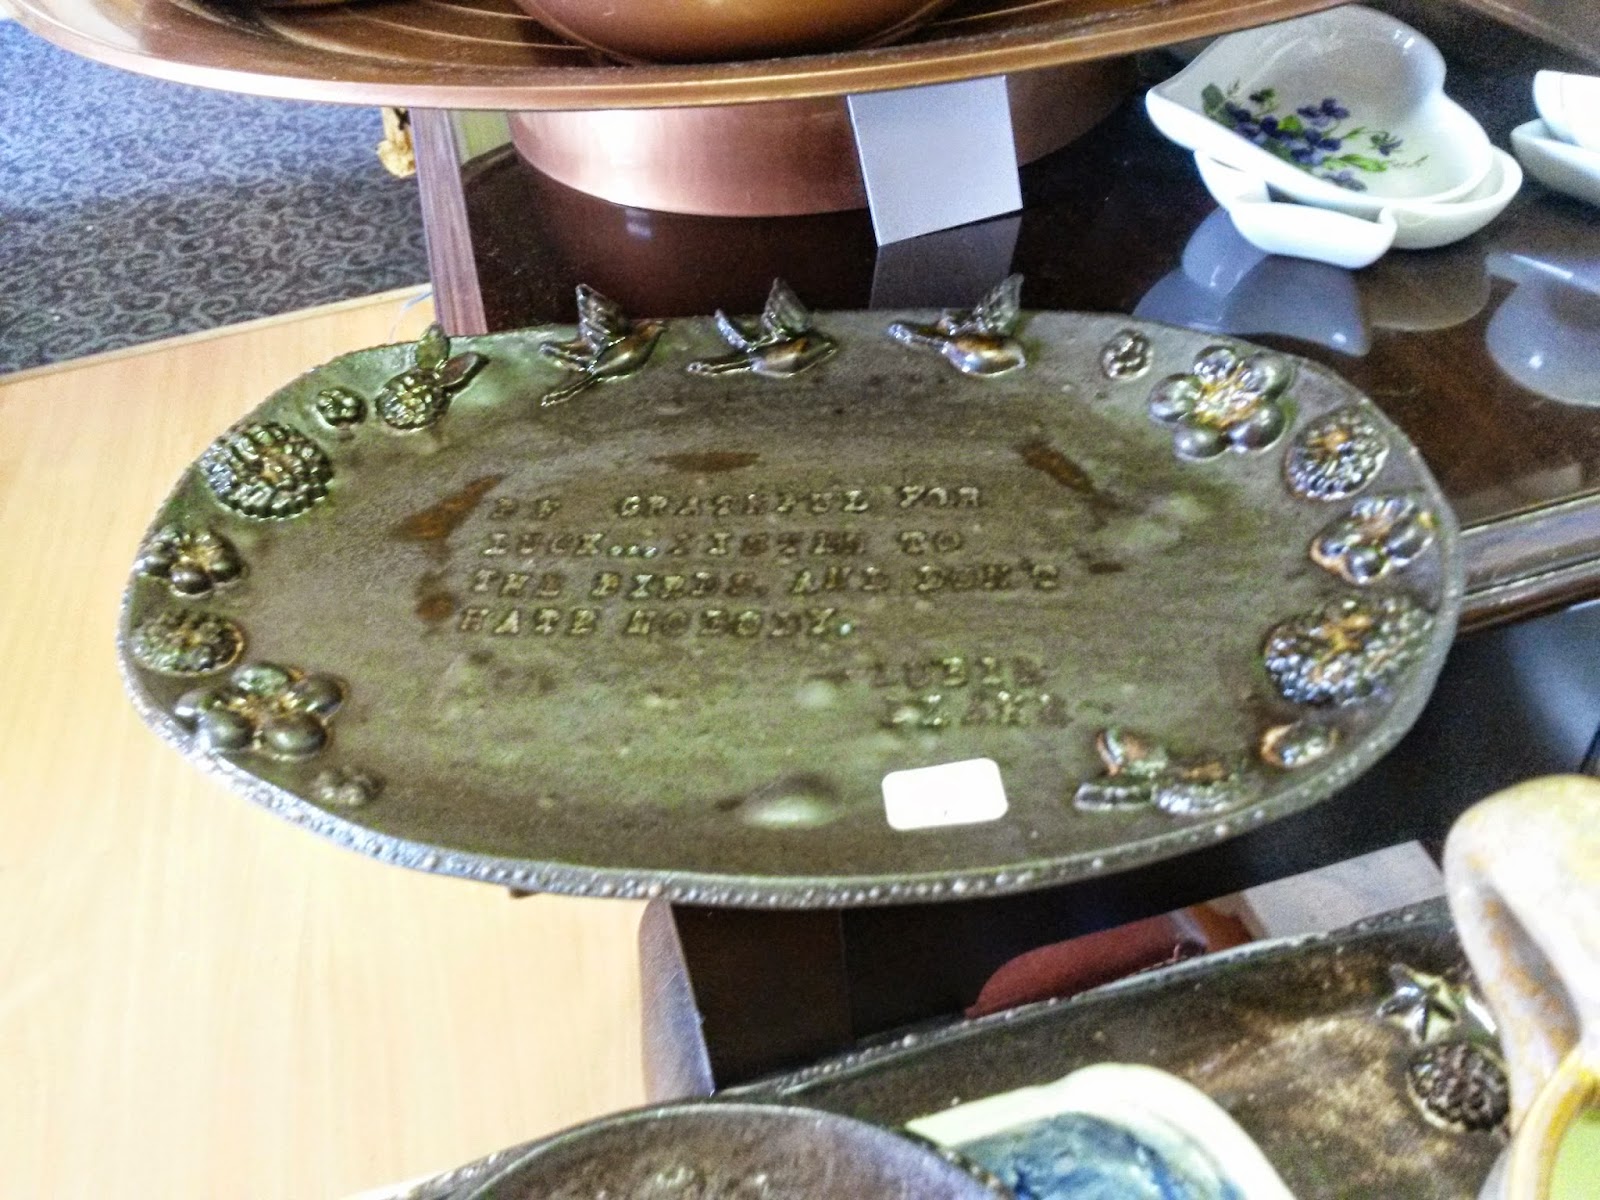 BE GRATEFUL FOR
LUCK...LISTEN TO
THE BIRDS. AND DON'T
HATE NOBODY.
-EUBIE
BLAKE-